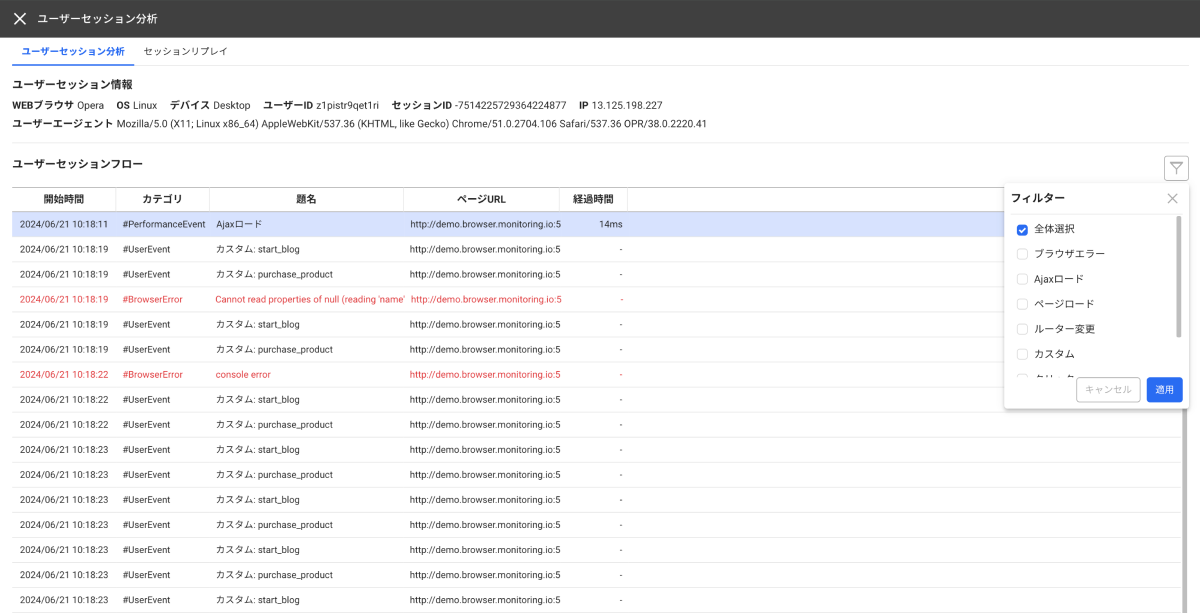 ユーザーセッション分析
ユーザーセッション分析 セッションリプレイ
ユーザーセッション情報
WEBブラウザ Opera OS Linux デバイス Desktop ユーザーID z1pistr9qet1ri セッションID -7514225729364224877 IP 13.125.198.227
ユーザーエージェント Mozilla/5.0 (X11; Linux x86_64) AppleWebKit/537.36 (KHTML, like Gecko) Chrome/51.0.2704.106 Safari/537.36 OPR/38.0.2220.41
ユーザーセッションフロー
開始時間 カテゴリ 題名 ページURL 経過時間
2024/06/21 10:18:11 #PerformanceEvent Ajaxロード http://demo.browser.monitoring.io:5 14ms
2024/06/21 10:18:19 #UserEvent カスタム: start_blog http://demo.browser.monitoring.io:5 -
2024/06/21 10:18:19 #UserEvent カスタム: purchase_product http://demo.browser.monitoring.io:5 -
2024/06/21 10:18:19 #BrowserError Cannot read properties of null (reading 'name' http://demo.browser.monitoring.io:5 -
2024/06/21 10:18:19 #UserEvent カスタム: start_blog http://demo.browser.monitoring.io:5 -
2024/06/21 10:18:19 #UserEvent カスタム: purchase_product http://demo.browser.monitoring.io:5 -
2024/06/21 10:18:22 #BrowserError console error http://demo.browser.monitoring.io:5 -
2024/06/21 10:18:22 #UserEvent カスタム: start_blog http://demo.browser.monitoring.io:5 -
2024/06/21 10:18:22 #UserEvent カスタム: purchase_product http://demo.browser.monitoring.io:5 -
2024/06/21 10:18:23 #UserEvent カスタム: start_blog http://demo.browser.monitoring.io:5 -
2024/06/21 10:18:23 #UserEvent カスタム: purchase_product http://demo.browser.monitoring.io:5 -
2024/06/21 10:18:23 #UserEvent カスタム: start_blog http://demo.browser.monitoring.io:5 -
2024/06/21 10:18:23 #UserEvent カスタム: purchase_product http://demo.browser.monitoring.io:5 -
2024/06/21 10:18:23 #UserEvent カスタム: start_blog http://demo.browser.monitoring.io:5 -
2024/06/21 10:18:23 #UserEvent カスタム: purchase_product http://demo.browser.monitoring.io:5 -
2024/06/21 10:18:23 #UserEvent カスタム: start_blog http://demo.browser.monitoring.io:5 -
フィルター
全体選択
ブラウザエラー
Ajaxロード
ページロード
ルーター変更
カスタム
キャンセル 適用